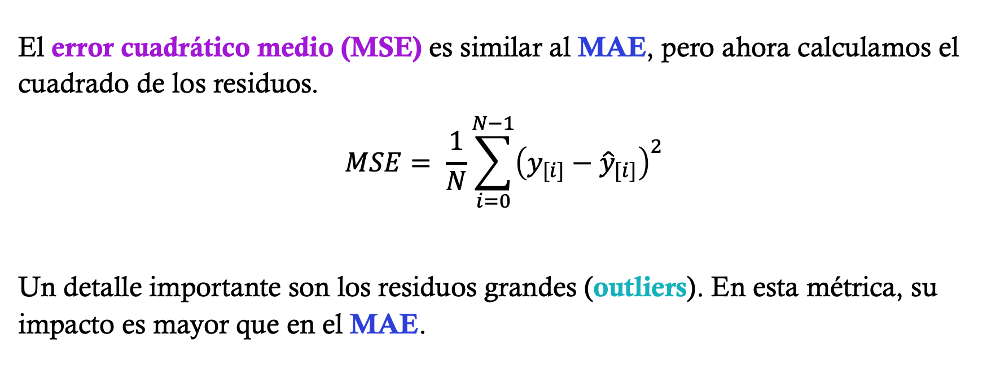 El error cuadrático medio (MSE) es similar al MAE, pero ahora calculamos el
cuadrado de los residuos.
MSE = \frac{1}{N} \sum_{i=0}^{N-1} (y_{[i]} - \hat{y}_{[i]})^2
Un detalle importante son los residuos grandes (outliers). En esta métrica, su
impacto es mayor que en el MAE.